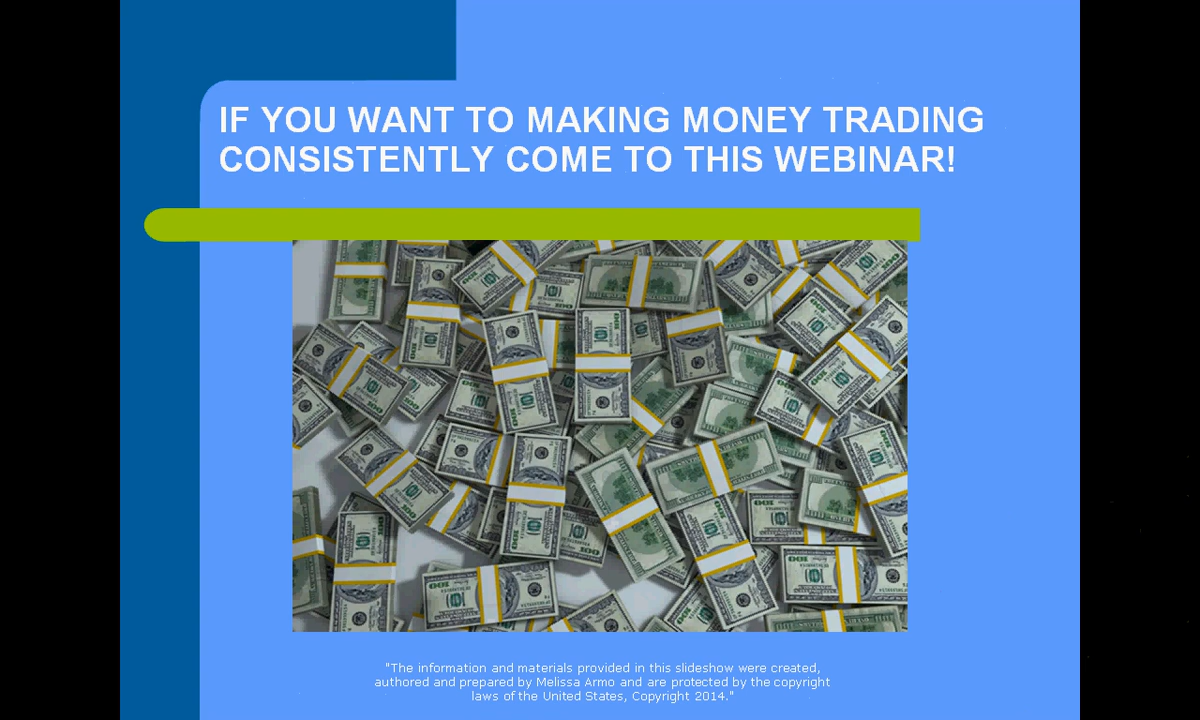 IF YOU WANT TO MAKING MONEY TRADING
CONSISTENTLY COME TO THIS WEBINAR!
"The information and materials provided in this slideshow were created,
authored and prepared by Melissa Armo and are protected by the copyright
laws of the United States, Copyright 2014."